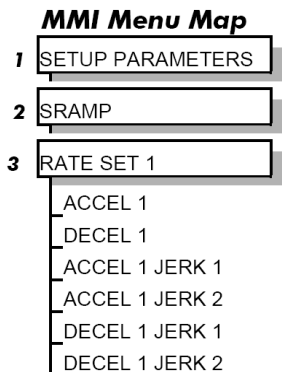 MMI Menu Map
1 SETUP PARAMETERS
2 SRAMP
3 RATE SET 1
ACCEL 1
DECEL 1
ACCEL 1 JERK 1
ACCEL 1 JERK 2
DECEL 1 JERK 1
DECEL 1 JERK 2